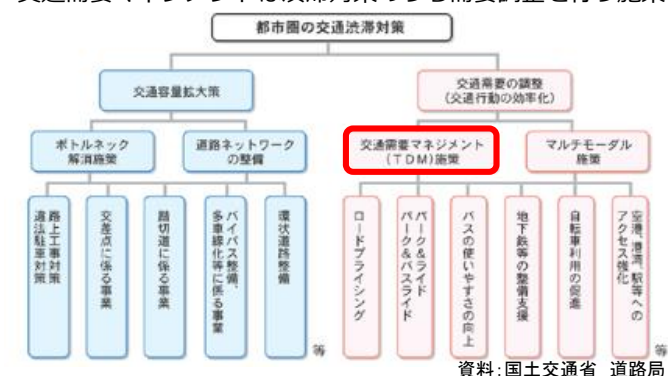 都市圏の交通渋滞対策
交通容量拡大策
交通需要の調整
(交通行動の効率化)
ボトルネック
解消施策
道路ネットワーク
の整備
交通需要マネジメント
(TDM)施策
マルチモーダル
施策
路上工事対策
違法駐車対策
交差点に係る事業
踏切道に係る事業
バイパス整備、
多車線化等に係る事業
環状道路整備
等
ロードプライシング
パーク&ライド
パーク&バスライド
バスの使いやすさの向上
地下鉄等の整備支援
自転車利用の促進
空港、港湾、駅等への
アクセス強化
等
資料:国土交通省 道路局